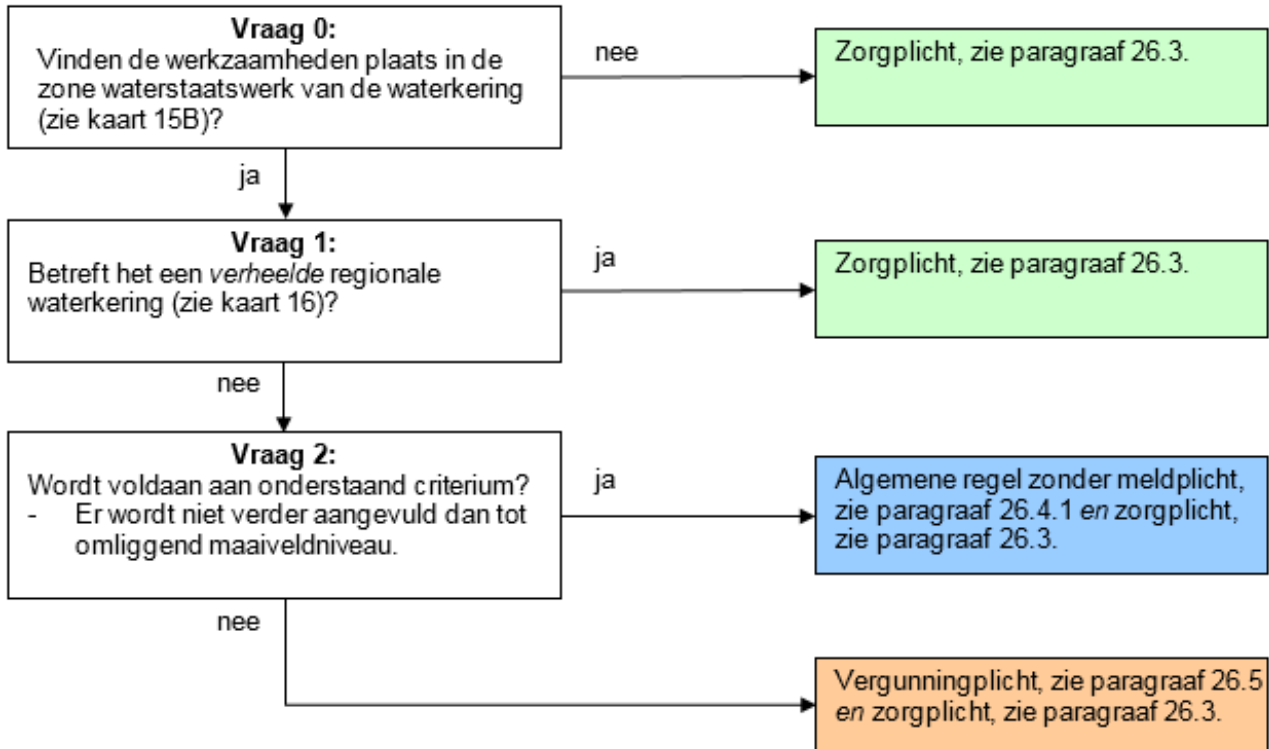 Vraag 0:
Vinden de werkzaamheden plaats in de
zone waterstaatswerk van de waterkering
(zie kaart 15B)?
nee
Zorgplicht, zie paragraaf 26.3.
ja
Vraag 1:
Betreft het een verheelde regionale
waterkering (zie kaart 16)?
ja
Zorgplicht, zie paragraaf 26.3.
nee
Vraag 2:
Wordt voldaan aan onderstaand criterium?
- Er wordt niet verder aangevuld dan tot
omliggend maaiveldniveau.
ja
Algemene regel zonder meldplicht,
zie paragraaf 26.4.1 en zorgplicht,
zie paragraaf 26.3.
nee
Vergunningplicht, zie paragraaf 26.5
en zorgplicht, zie paragraaf 26.3.